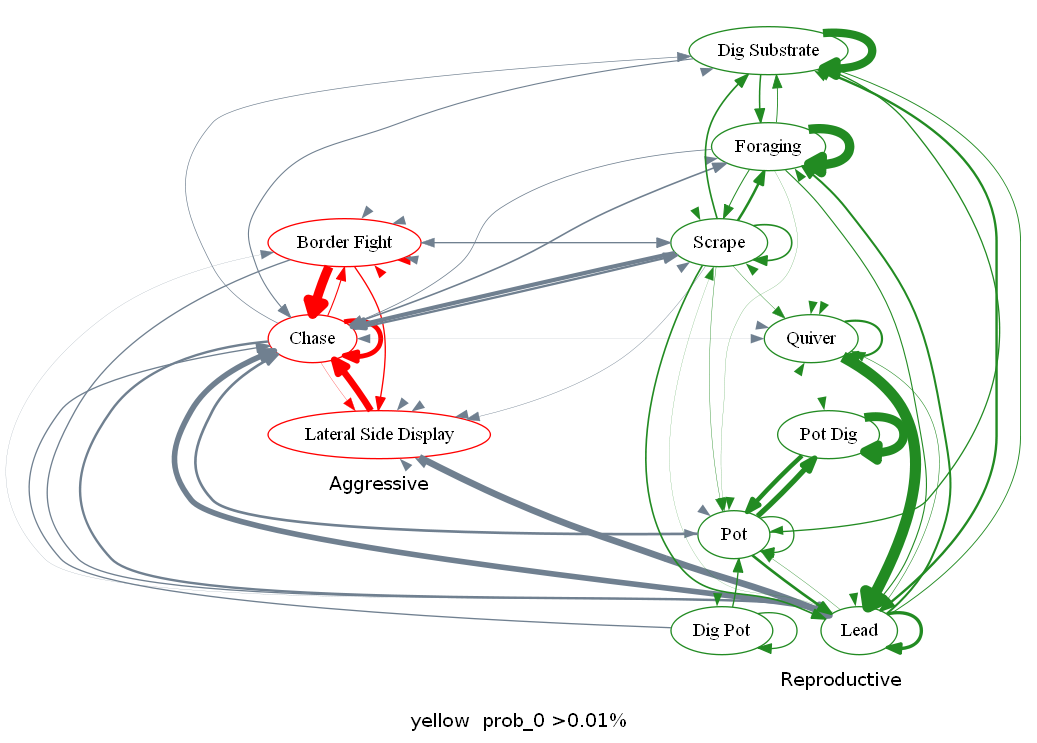 Dig Substrate
Foraging
Border Fight
Scrape
Chase
Quiver
Lateral Side Display
Pot Dig
Aggressive
Pot
Dig Pot
Lead
Reproductive
yellow  prob_0 >0.01%